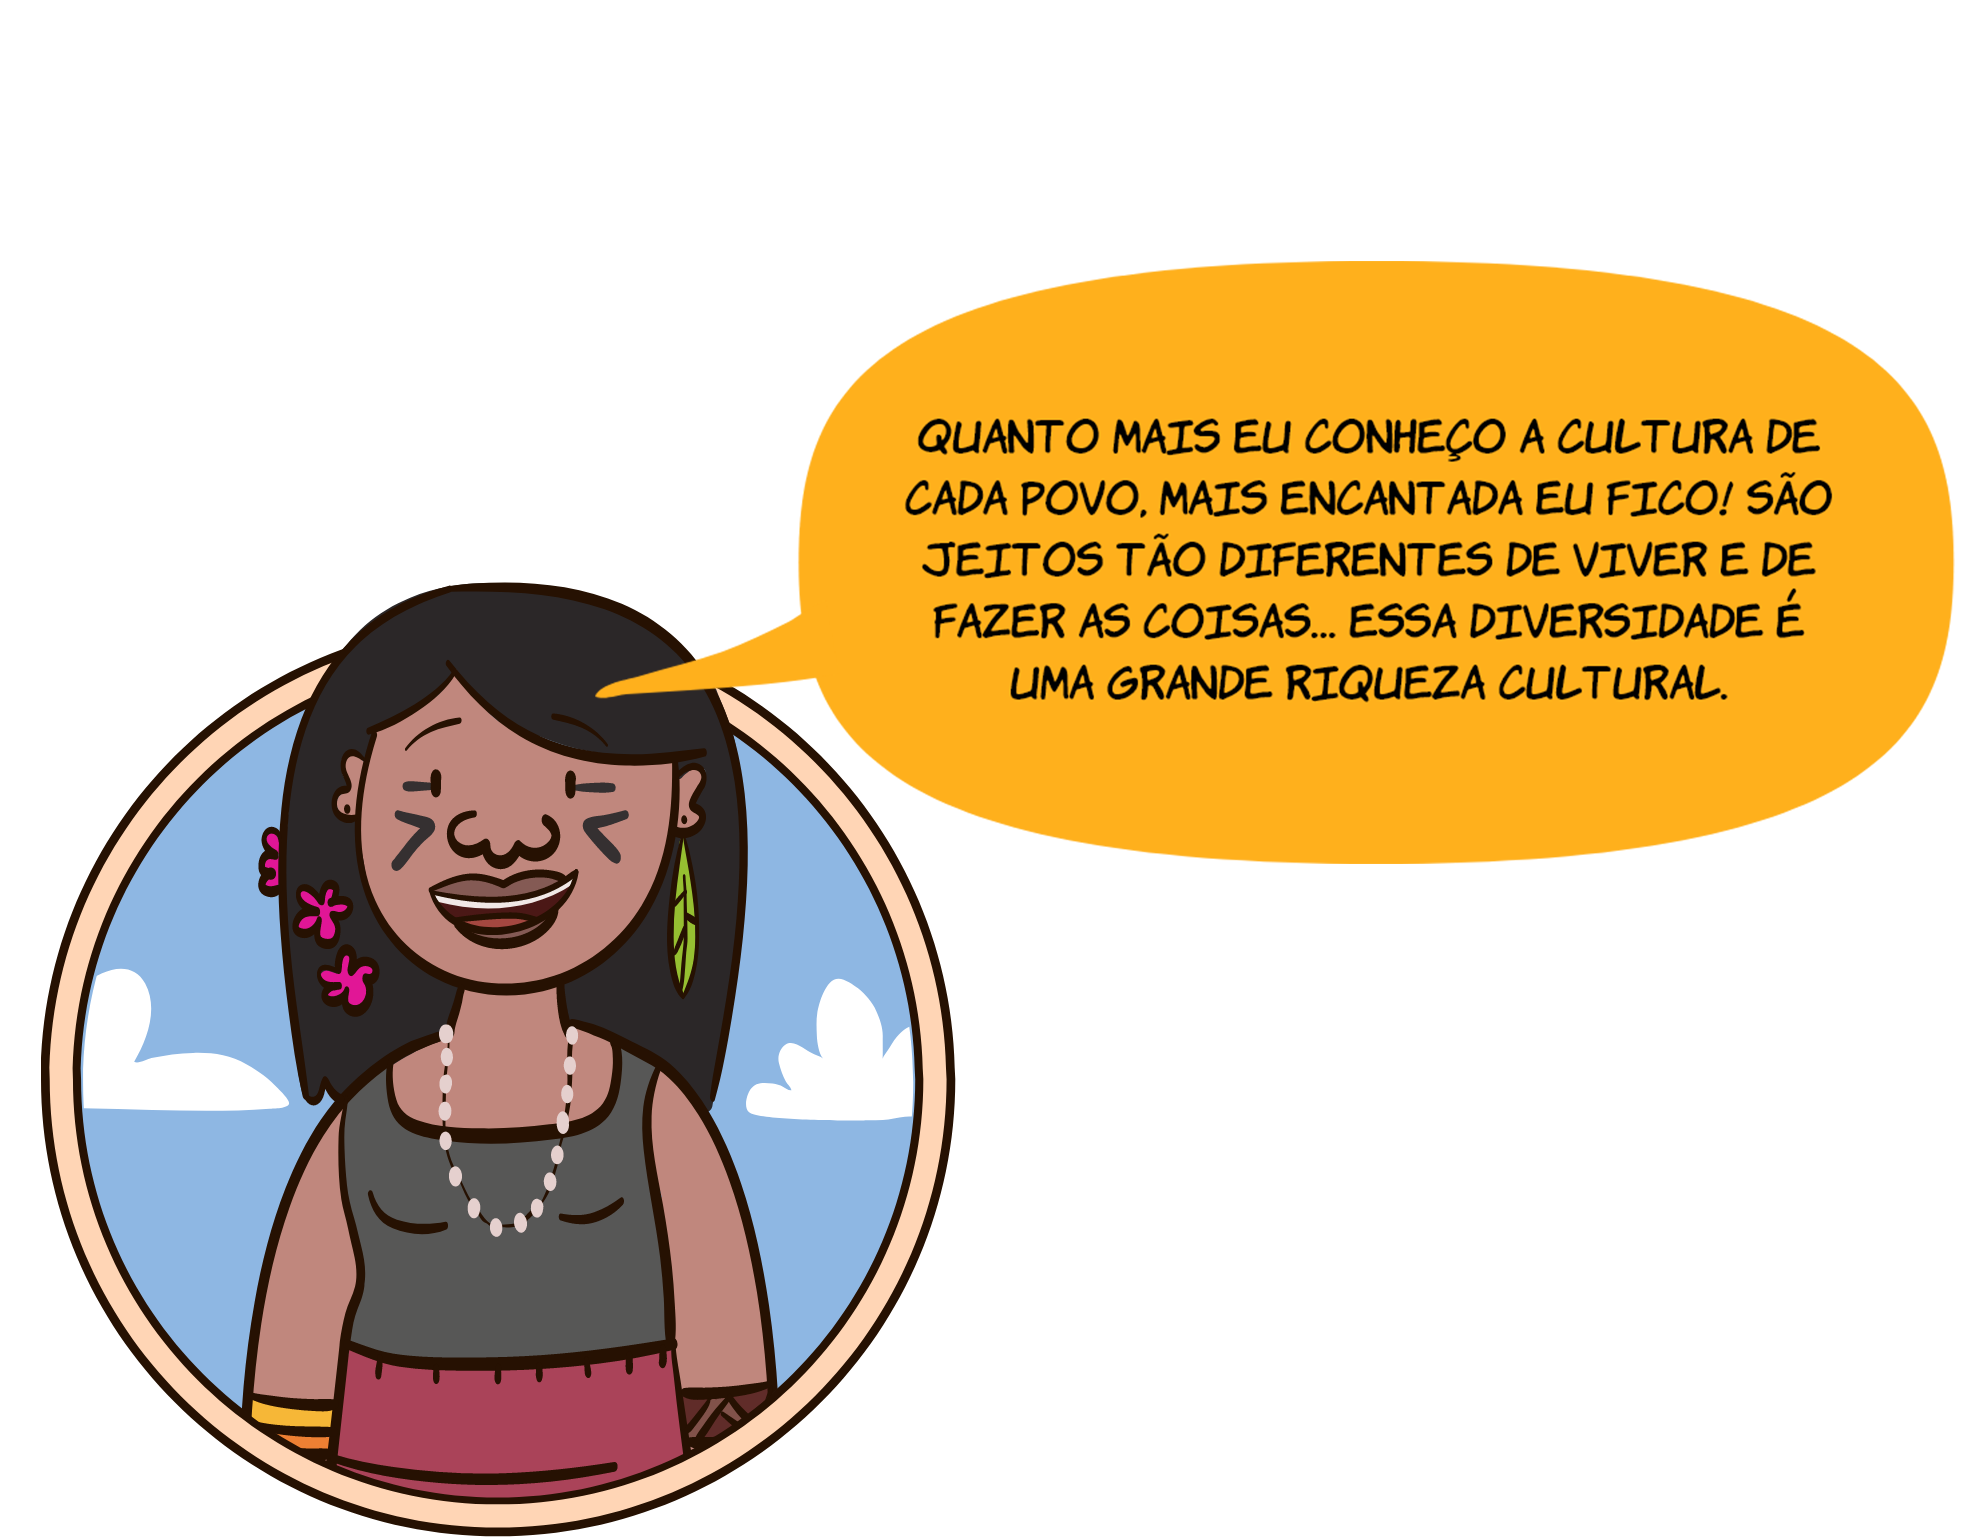 QUANTO MAIS EU CONHEÇO A CULTURA DE
CADA POVO, MAIS ENCANTADA EU FICO! SÃO
JEITOS TÃO DIFERENTES DE VIVER E DE
FAZER AS COISAS... ESSA DIVERSIDADE É
UMA GRANDE RIQUEZA CULTURAL.